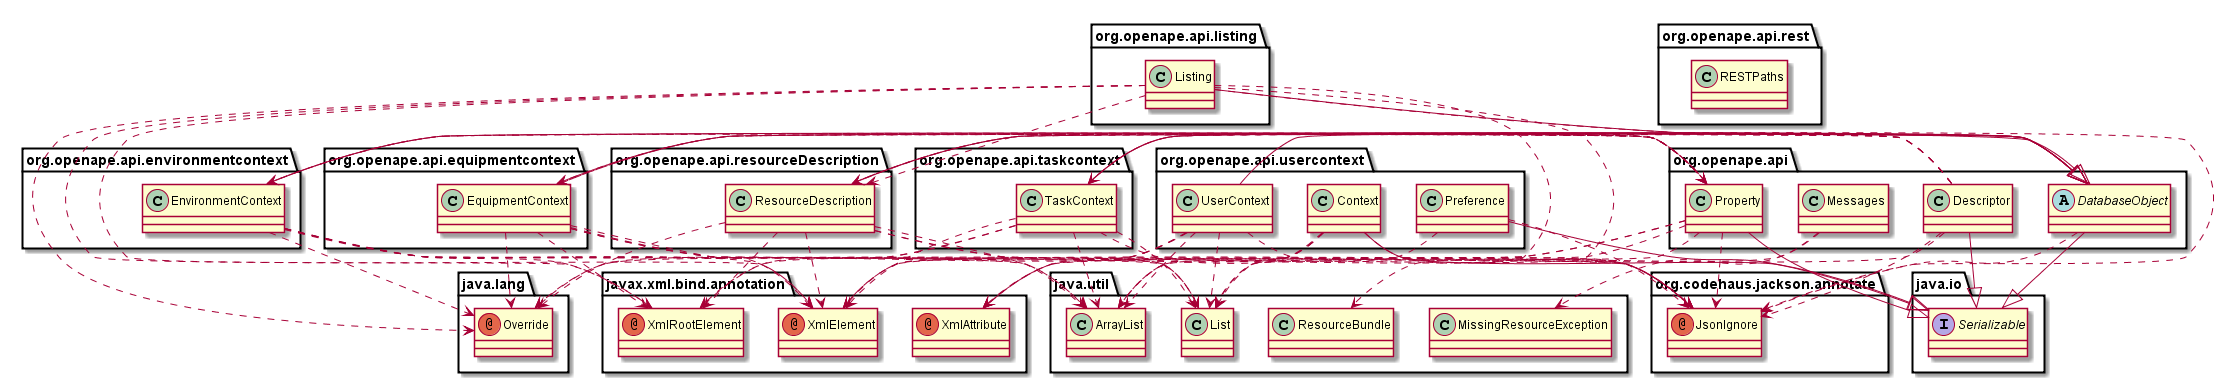 org.openape.api.listing
org.openape.api.rest
C Listing
C RESTPaths
org.openape.api.environmentcontext
org.openape.api.equipmentcontext
org.openape.api.resourceDescription
org.openape.api.taskcontext
org.openape.api.usercontext
org.openape.api
C EnvironmentContext
C EquipmentContext
C ResourceDescription
C TaskContext
C UserContext
C Context
C Preference
C Property
C Messages
C Descriptor
A DatabaseObject
java.lang
javax.xml.bind.annotation
java.util
org.codehaus.jackson.annotate
java.io
@ Override
@ XmlRootElement
@ XmlElement
@ XmlAttribute
C ArrayList
C List
C ResourceBundle
C MissingResourceException
@ JsonIgnore
I Serializable